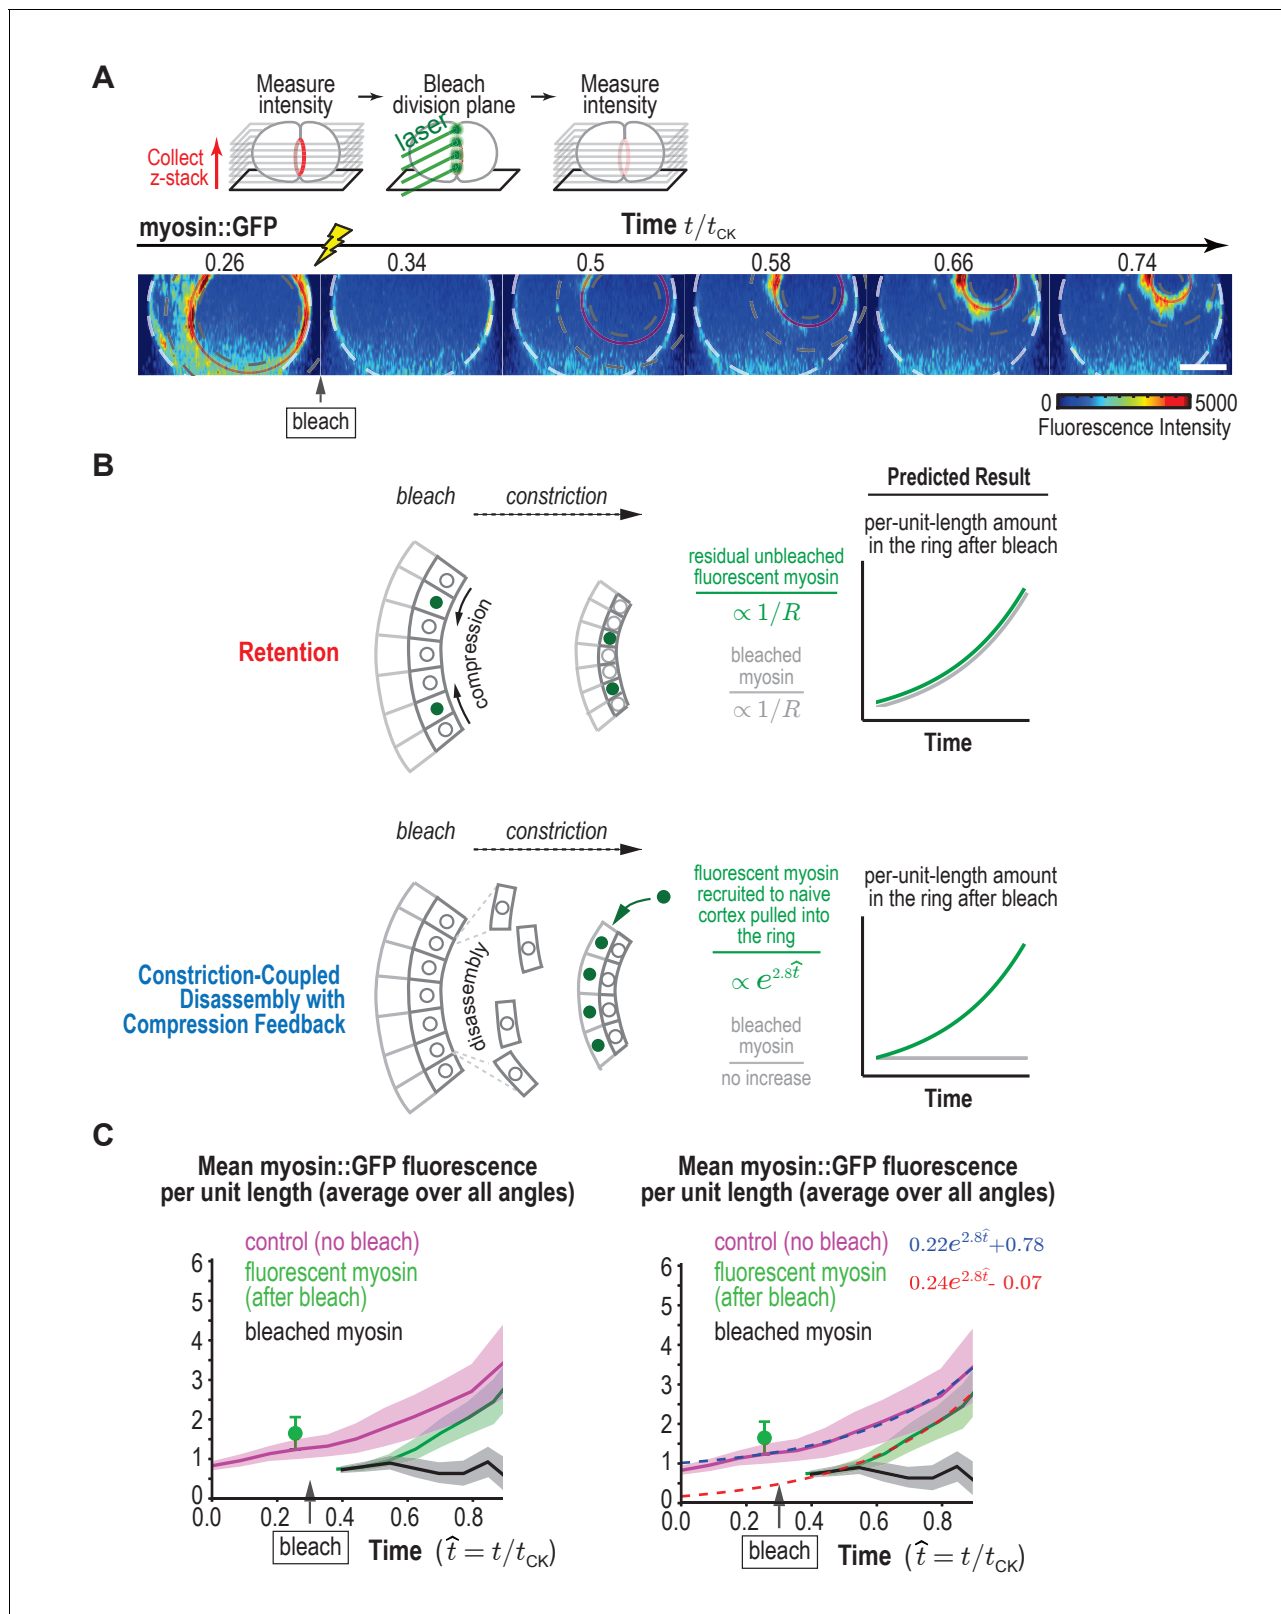 A
Measure
intensity
Bleach
division plane
Measure
intensity
laser
Collect
z-stack
myosin::GFP
Time t/t_CK
0.26
0.34
0.5
0.58
0.66
0.74
bleach
0
5000
Fluorescence Intensity
B
Predicted Result
bleach
constriction
per-unit-length amount
in the ring after bleach
residual unbleached
fluorescent myosin
∝ 1/R
compression
Retention
bleached
myosin
∝ 1/R
Time
bleach
constriction
fluorescent myosin
recruited to naive
cortex pulled into
the ring
per-unit-length amount
in the ring after bleach
disassembly
Constriction-Coupled
Disassembly with
Compression Feedback
∝ e^{2.8t̂}
bleached
myosin
no increase
Time
C
Mean myosin::GFP fluorescence
per unit length (average over all angles)
control (no bleach)
fluorescent myosin
(after bleach)
bleached myosin
6
5
4
3
2
1
0
0.0
0.2
0.4
0.6
0.8
bleach
Time (t̂ = t/t_CK)
Mean myosin::GFP fluorescence
per unit length (average over all angles)
control (no bleach)
0.22e^{2.8t̂}+0.78
fluorescent myosin
(after bleach)
0.24e^{2.8t̂}- 0.07
bleached myosin
6
5
4
3
2
1
0
0.0
0.2
0.4
0.6
0.8
bleach
Time (t̂ = t/t_CK)